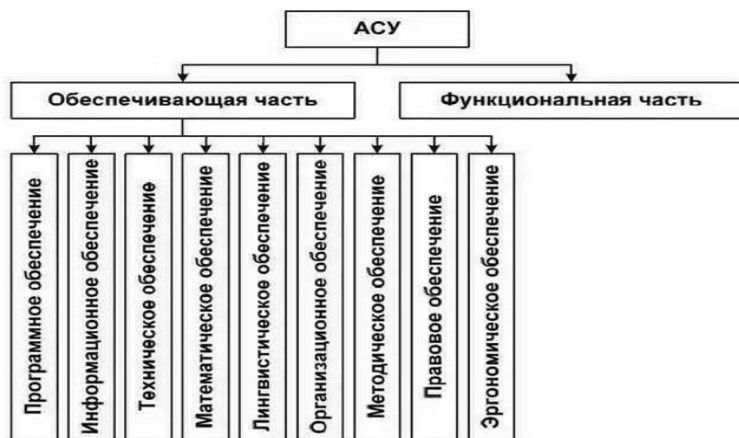 АСУ
Обеспечивающая часть
Функциональная часть
Программное обеспечение
Информационное обеспечение
Техническое обеспечение
Математическое обеспечение
Лингвистическое обеспечение
Организационное обеспечение
Методическое обеспечение
Правовое обеспечение
Эргономическое обеспечение